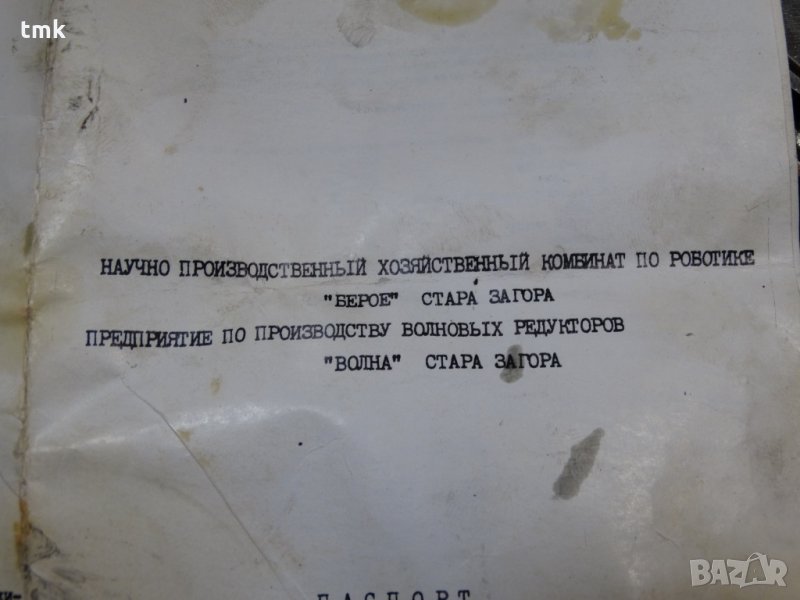 tmk
НАУЧНО ПРОИЗВОДСТВЕННЫЙ ХОЗЯЙСТВЕННЫЙ КОМБИНАТ ПО РОБОТИКЕ
"БЕРОЕ" СТАРА ЗАГОРА
ПРЕДПРИЯТИЕ ПО ПРОИЗВОДСТВУ ВОЛНОВЫХ РЕДУКТОРОВ
"ВОЛНА" СТАРА ЗАГОРА
ПАСПОРТ
BAZAR